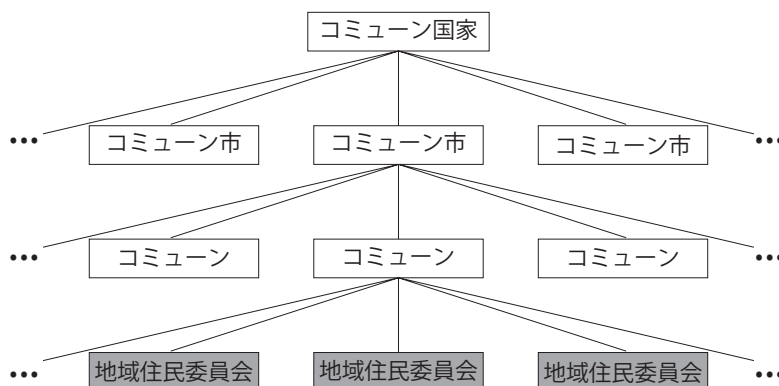 コミューン国家
… コミューン市 コミューン市 コミューン市 …
… コミューン コミューン コミューン …
… 地域住民委員会 地域住民委員会 地域住民委員会 …